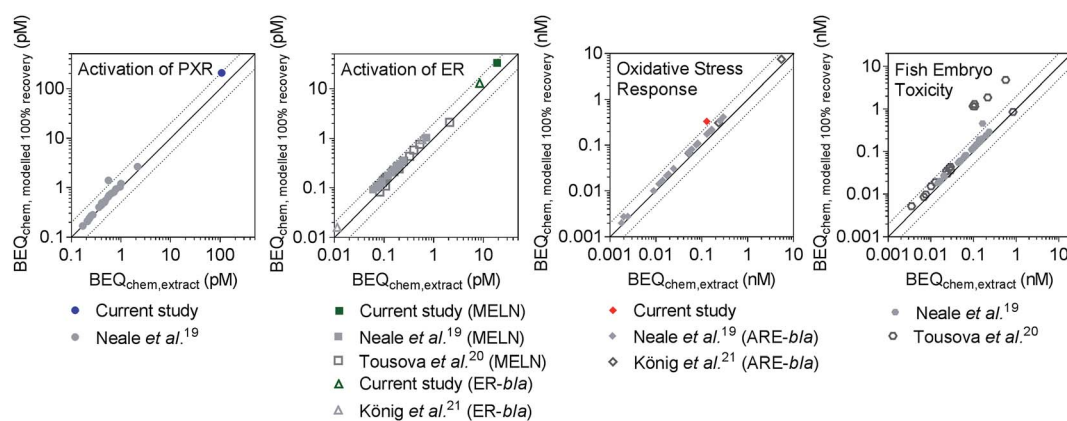 BEQchem, modelled 100% recovery (pM)
Activation of PXR
100
10
1
0.1
0.1
1
10
100
BEQchem,extract (pM)
Current study
Neale et al.19
BEQchem, modelled 100% recovery (pM)
Activation of ER
10
1
0.1
0.01
0.01
0.1
1
10
BEQchem,extract (pM)
Current study (MELN)
Neale et al.19 (MELN)
Tousova et al.20 (MELN)
Current study (ER-bla)
König et al.21 (ER-bla)
BEQchem, modelled 100% recovery (nM)
Oxidative Stress
Response
10
1
0.1
0.01
0.001
0.001
0.01
0.1
1
10
BEQchem,extract (nM)
Current study
Neale et al.19 (ARE-bla)
König et al.21 (ARE-bla)
BEQchem, modelled 100% recovery (nM)
Fish Embryo
Toxicity
10
1
0.1
0.01
0.001
0.001
0.01
0.1
1
10
BEQchem,extract (nM)
Neale et al.19
Tousova et al.20